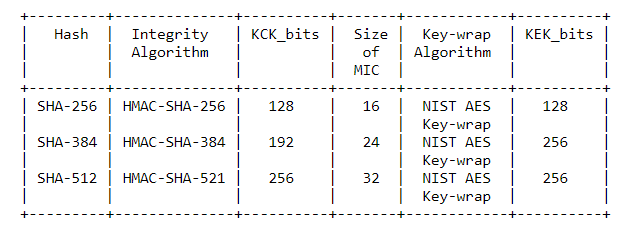 +----------+---------------+----------+-------+------------+----------+
|   Hash   |   Integrity   | KCK_bits |  Size |  Key-wrap  | KEK_bits |
|          |   Algorithm   |          |   of  |  Algorithm |          |
|          |               |          |  MIC  |            |          |
+----------+---------------+----------+-------+------------+----------+
| SHA-256  | HMAC-SHA-256  |    128   |   16  |  NIST AES  |    128   |
|          |               |          |       |  Key-wrap  |          |
| SHA-384  | HMAC-SHA-384  |    192   |   24  |  NIST AES  |    256   |
|          |               |          |       |  Key-wrap  |          |
| SHA-512  | HMAC-SHA-521  |    256   |   32  |  NIST AES  |    256   |
|          |               |          |       |  Key-wrap  |          |
+----------+---------------+----------+-------+------------+----------+